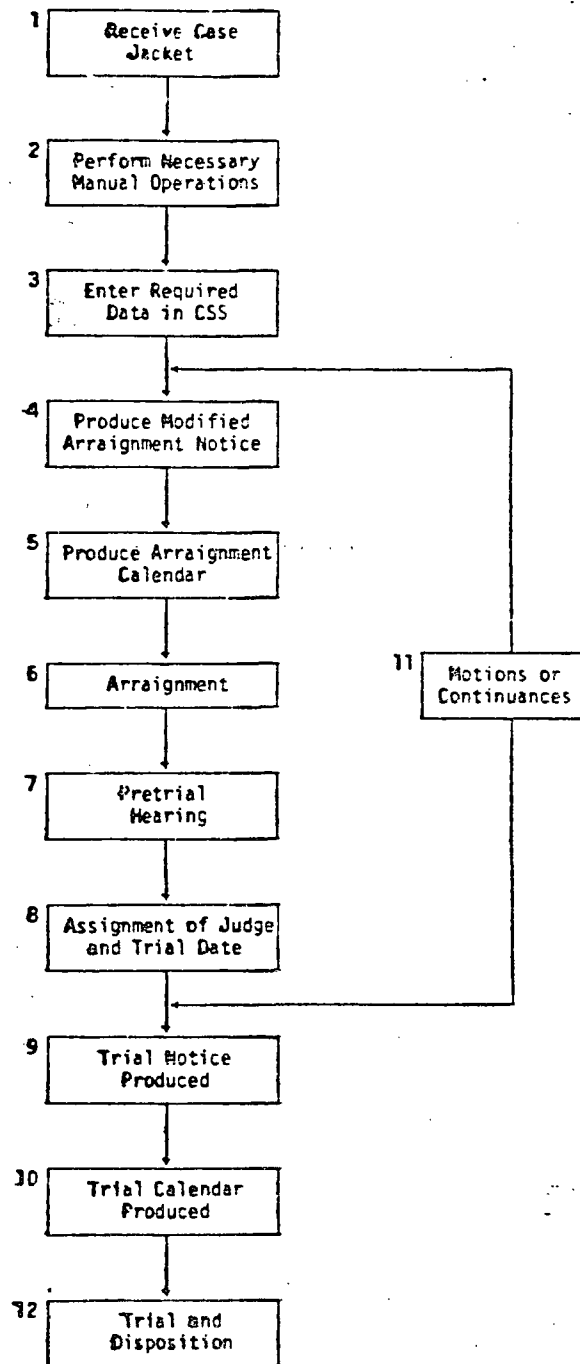 1
Receive Case
Jacket
2
Perform Necessary
Manual Operations
3
Enter Required
Data in CSS
4
Produce Modified
Arraignment Notice
5
Produce Arraignment
Calendar
6
Arraignment
7
Pretrial
Hearing
8
Assignment of Judge
and Trial Date
11
Motions or
Continuances
9
Trial Notice
Produced
10
Trial Calendar
Produced
12
Trial and
Disposition